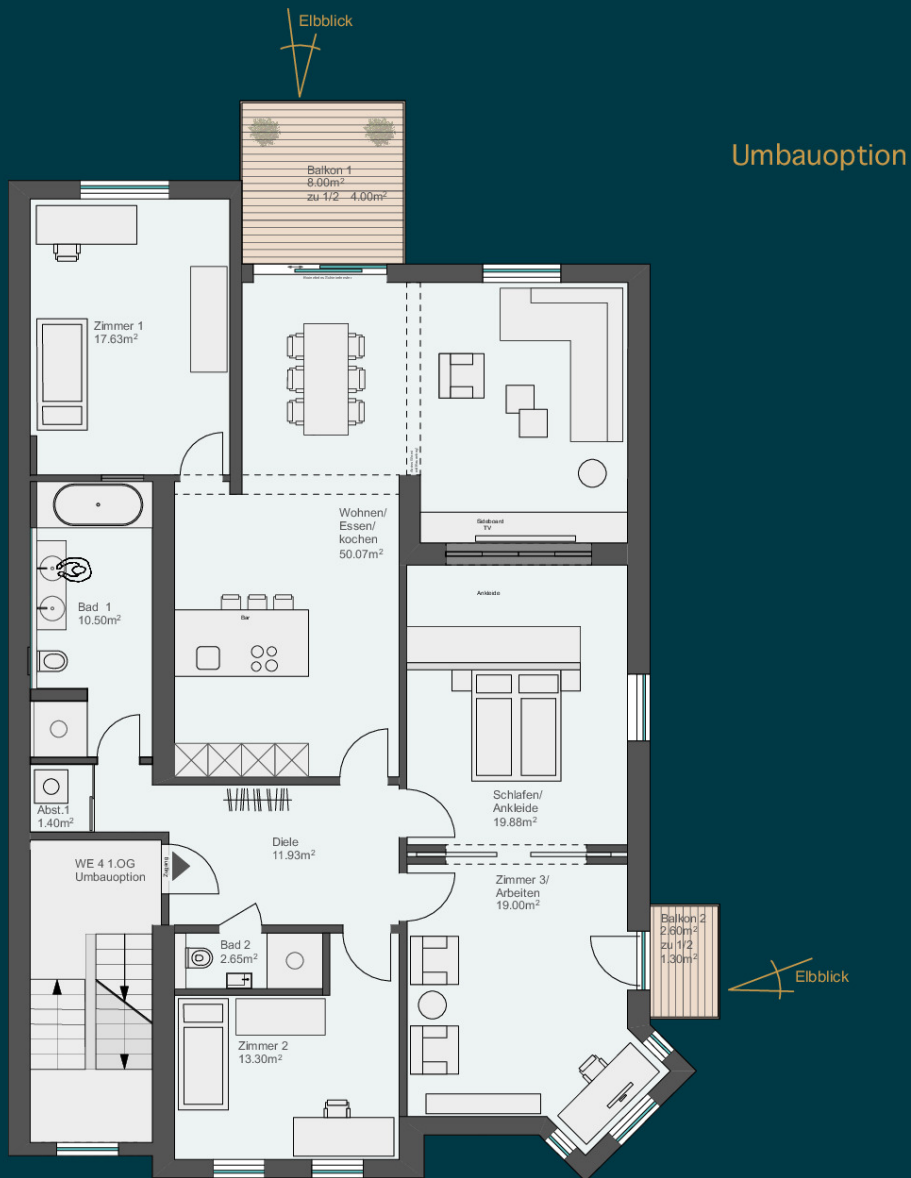 Elbblick
Umbauoption
Balkon 1
8.00m²
zu 1/2 4.00m²
Zimmer 1
17.63m²
Wohnen/
Essen/
kochen
50.07m²
Sideboard
TV
Ankleide
Bad 1
10.50m²
Bar
Schlafen/
Ankleide
19.88m²
Abst.1
1.40m²
Diele
11.93m²
WE 4 1.OG
Umbauoption
Eingang
Zimmer 3/
Arbeiten
19.00m²
Balkon 2
2.60m²
zu 1/2
1.30m²
Elbblick
Bad 2
2.65m²
Zimmer 2
13.30m²